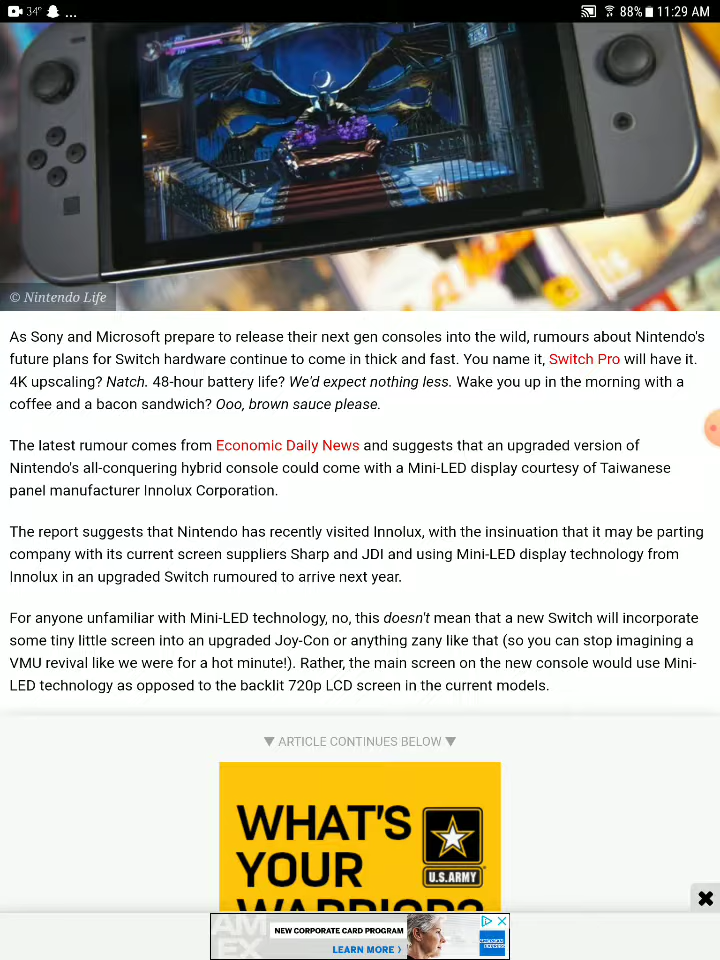 34°
...
88%
11:29 AM
© Nintendo Life
As Sony and Microsoft prepare to release their next gen consoles into the wild, rumours about Nintendo's
future plans for Switch hardware continue to come in thick and fast. You name it, Switch Pro will have it.
4K upscaling? Natch. 48-hour battery life? We'd expect nothing less. Wake you up in the morning with a
coffee and a bacon sandwich? Ooo, brown sauce please.
The latest rumour comes from Economic Daily News and suggests that an upgraded version of
Nintendo's all-conquering hybrid console could come with a Mini-LED display courtesy of Taiwanese
panel manufacturer Innolux Corporation.
The report suggests that Nintendo has recently visited Innolux, with the insinuation that it may be parting
company with its current screen suppliers Sharp and JDI and using Mini-LED display technology from
Innolux in an upgraded Switch rumoured to arrive next year.
For anyone unfamiliar with Mini-LED technology, no, this doesn't mean that a new Switch will incorporate
some tiny little screen into an upgraded Joy-Con or anything zany like that (so you can stop imagining a
VMU revival like we were for a hot minute!). Rather, the main screen on the new console would use Mini-
LED technology as opposed to the backlit 720p LCD screen in the current models.
▼ ARTICLE CONTINUES BELOW ▼
WHAT'S
YOUR
WARRIOR?
U.S.ARMY
AM
EX
NEW CORPORATE CARD PROGRAM
LEARN MORE >